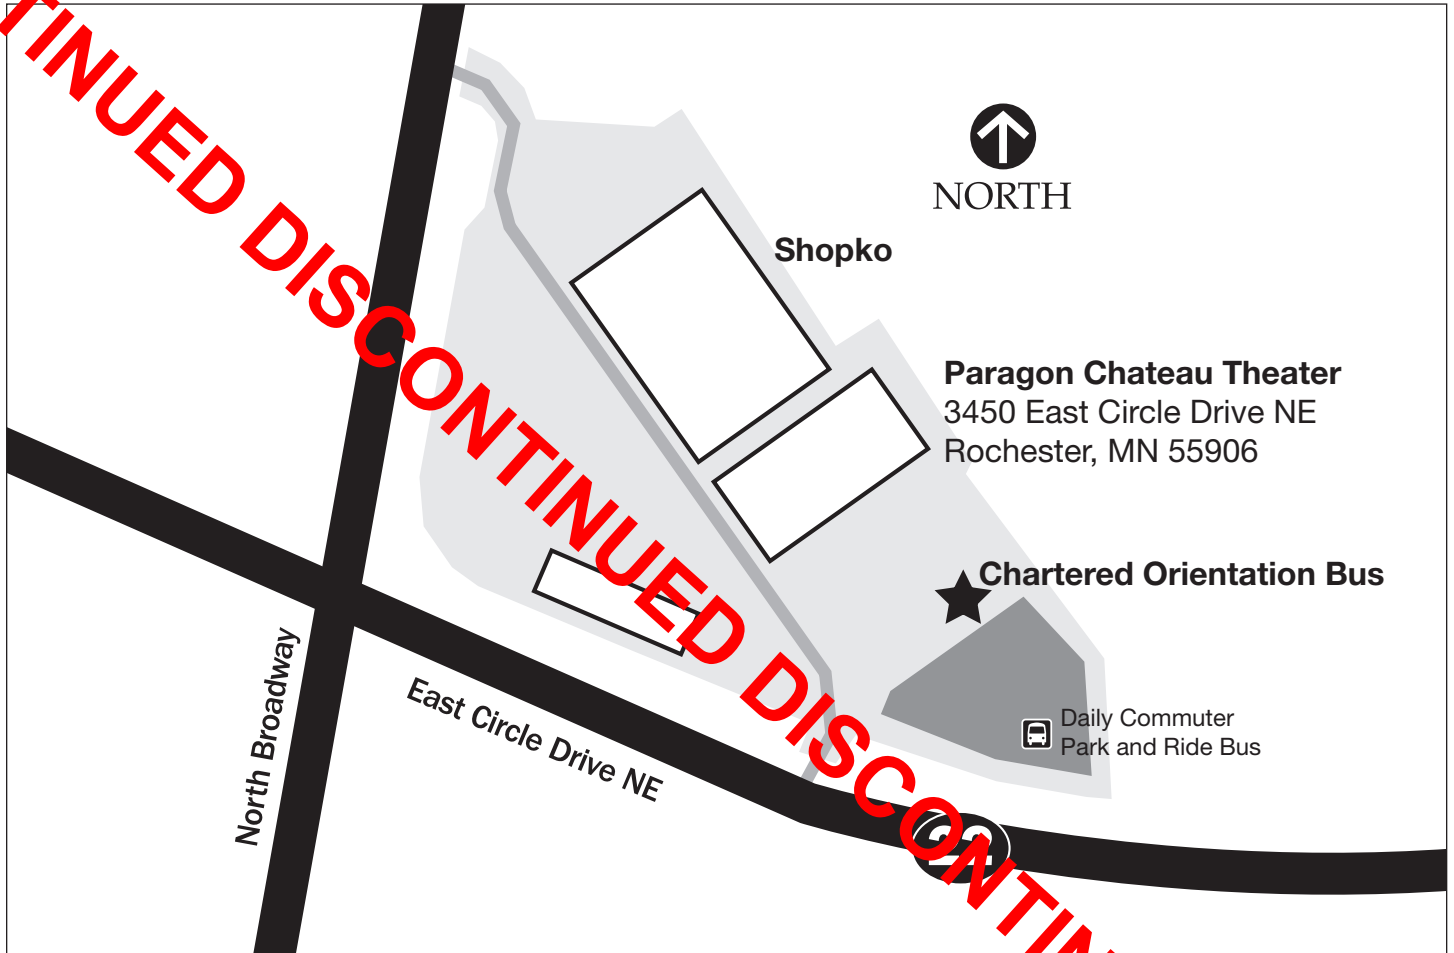 TINUED DISCONTINUED DISCONTIN
NORTH
Shopko
Paragon Chateau Theater
3450 East Circle Drive NE
Rochester, MN 55906
Chartered Orientation Bus
Daily Commuter
Park and Ride Bus
North Broadway
East Circle Drive NE
22